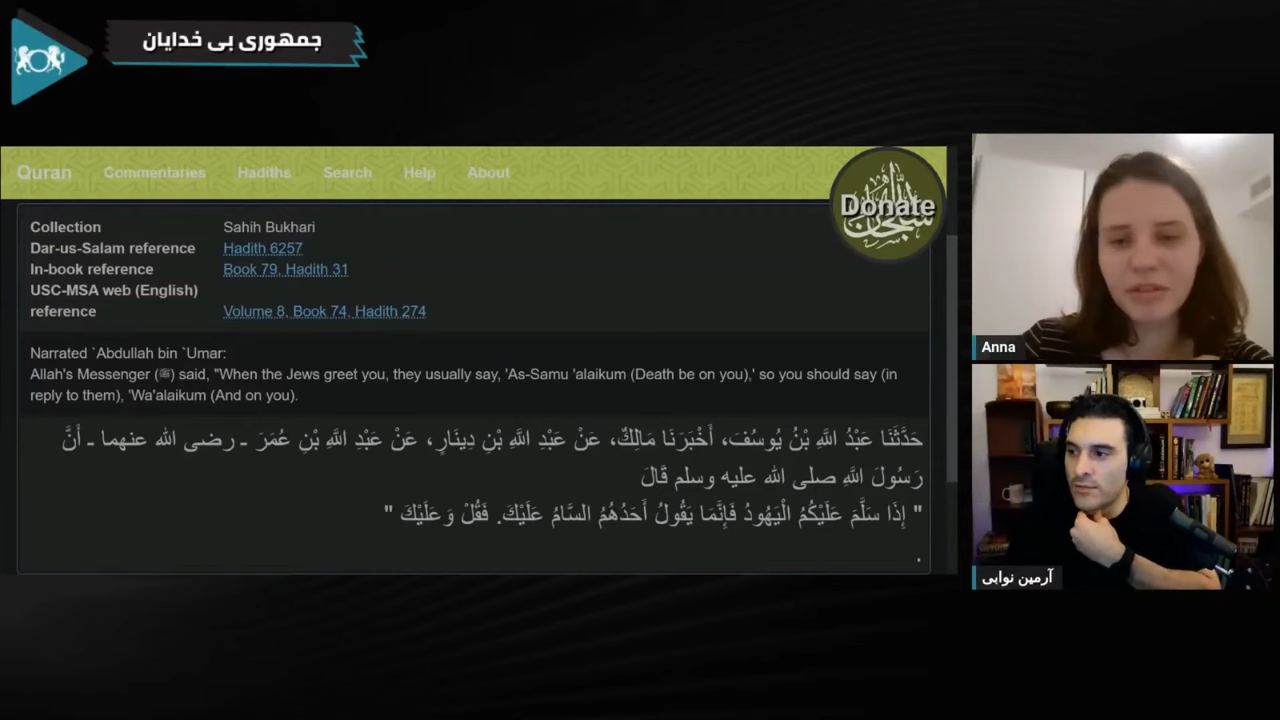 جمهوری بی خدایان
Quran Commentaries Hadiths Search Help About
Donate
Collection Sahih Bukhari
Dar-us-Salam reference Hadith 6257
In-book reference Book 79, Hadith 31
USC-MSA web (English)
reference Volume 8, Book 74, Hadith 274
Narrated `Abdullah bin `Umar:
Allah's Messenger (ﷺ) said, "When the Jews greet you, they usually say, 'As-Samu 'alaikum (Death be on you),' so you should say (in
reply to them), 'Wa'alaikum (And on you).
حَدَّثَنَا عَبْدُ اللَّهِ بْنُ يُوسُفَ، أَخْبَرَنَا مَالِكٌ، عَنْ عَبْدِ اللَّهِ بْنِ دِينَارٍ، عَنْ عَبْدِ اللَّهِ بْنِ عُمَرَ ـ رضى الله عنهما ـ أَنَّ
رَسُولَ اللَّهِ صلى الله عليه وسلم قَالَ
" إِذَا سَلَّمَ عَلَيْكُمُ الْيَهُودُ فَإِنَّمَا يَقُولُ أَحَدُهُمُ السَّامُ عَلَيْكَ. فَقُلْ وَعَلَيْكَ "
.
Anna
آرمین نوابی